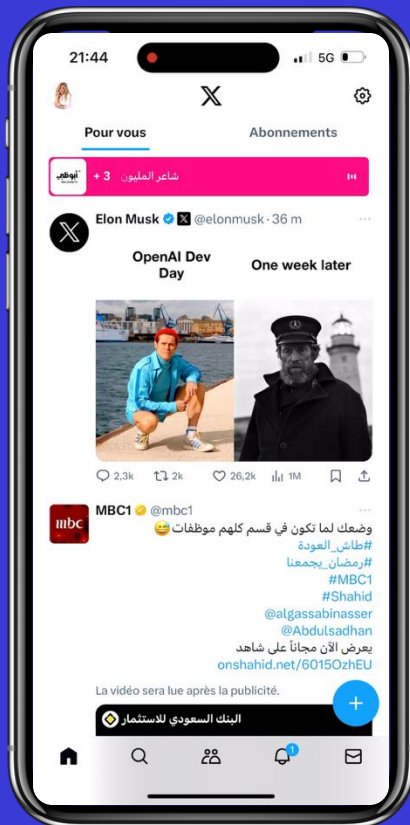 21:44
5G
X
Pour vous
Abonnements
أبوظبي
شاعر المليون
+ 3
Elon Musk X @elonmusk · 36 m
OpenAI Dev Day
One week later
2,3k 2k 26,2k 1M
mbc
MBC1 @mbc1
وضعك لما تكون في قسم كلهم موظفات
#طاش_العودة
#رمضان_يجمعنا
#MBC1
#Shahid
@algassabinasser
@Abdulsadhan
يعرض الآن مجاناً على شاهد
onshahid.net/6015OzhEU
La vidéo sera lue après la publicité.
البنك السعودي للاستثمار
1